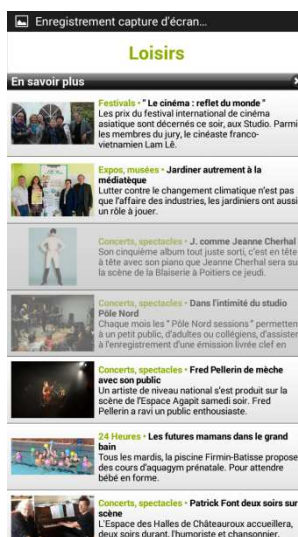 Enregistrement capture d'écran...
Loisirs
En savoir plus
Festivals • " Le cinéma : reflet du monde "
Les prix du festival international de cinéma
asiatique sont décernés ce soir, aux Studio. Parmi
les membres du jury, le cinéaste franco-
vietnamien Lam Lê.
Expos, musées • Jardiner autrement à la
médiatèque
Lutter contre le changement climatique n'est pas
que l'affaire des industries, les jardiniers ont aussi
un rôle à jouer.
Concerts, spectacles • J. comme Jeanne Cherhal
Son cinquième album tout juste sorti, c'est en tête
à tête avec son piano que Jeanne Cherhal sera su
la scène de la Blaiserie à Poitiers ce jeudi.
Concerts, spectacles • Dans l'intimité du studio
Pôle Nord
Chaque mois les " Pôle Nord sessions " permetten
à un petit public, d'adultes ou collégiens, d'assister
à l'enregistrement d'une émission livrée clef en
Concerts, spectacles • Fred Pellerin de mèche
avec son public
Un artiste de niveau national s'est produit sur la
scène de l'Espace Agapit samedi soir. Fred
Pellerin a ravi un public enthousiaste.
24 Heures • Les futures mamans dans le grand
bain
Tous les mardis, la piscine Firmin-Batisse propose
des cours d'aquagym prénatale. Pour attendre
bébé en forme.
Concerts, spectacles • Patrick Font deux soirs sur
scène
L'Espace des Halles de Châteauroux accueillera,
deux soirs durant, l'humoriste et chansonnier,